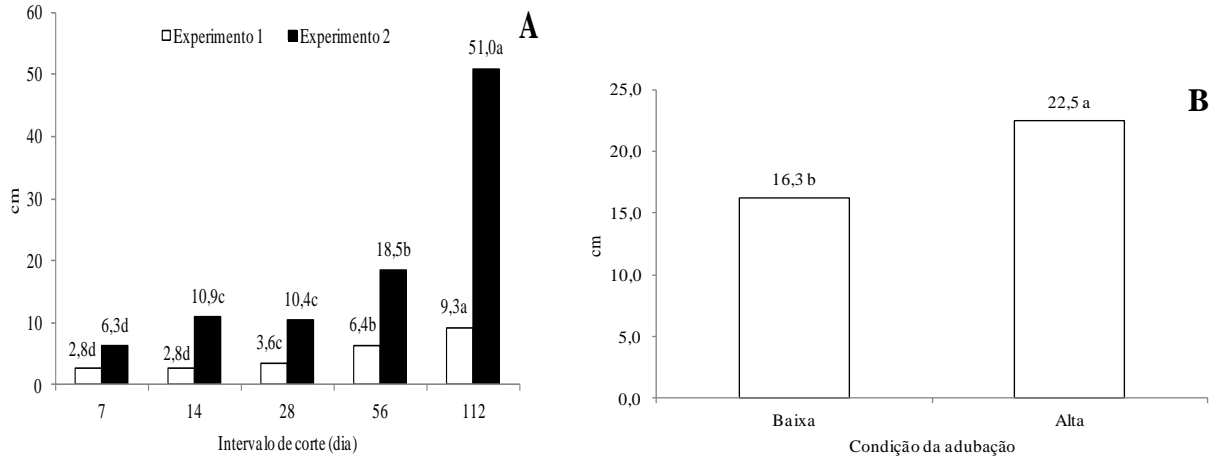 A
60
50
40
30
20
10
0
cm
Experimento 1
Experimento 2
2,8d
6,3d
2,8d
10,9c
3,6c
10,4c
6,4b
18,5b
9,3a
51,0a
7
14
28
56
112
Intervalo de corte (dia)
B
25,0
20,0
15,0
10,0
5,0
0,0
cm
16,3 b
22,5 a
Baixa
Alta
Condição da adubação